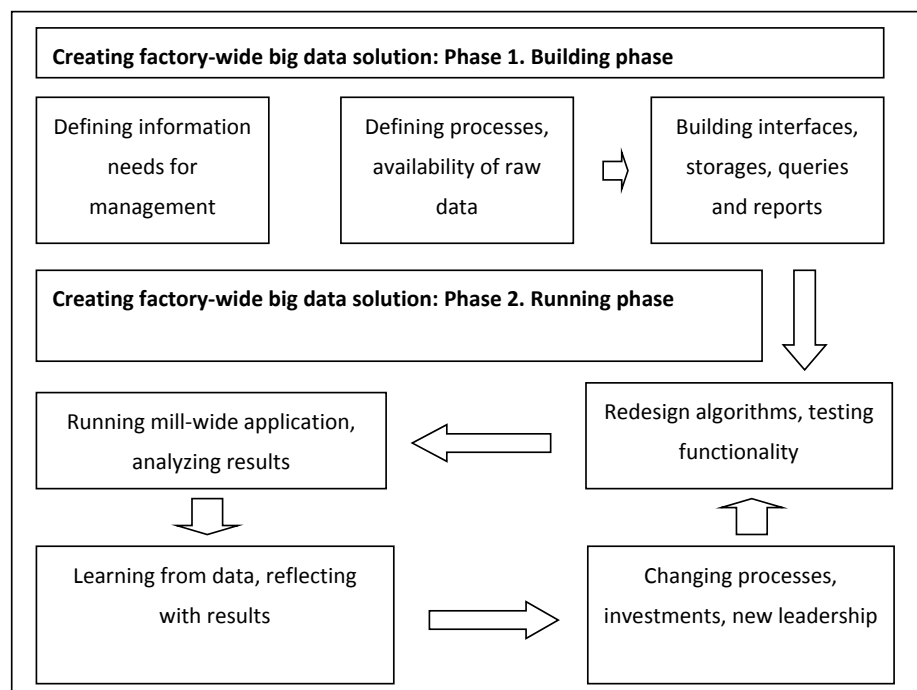 Creating factory-wide big data solution: Phase 1. Building phase
Defining information
needs for
management
Defining processes,
availability of raw
data
Building interfaces,
storages, queries
and reports
Creating factory-wide big data solution: Phase 2. Running phase
Running mill-wide application,
analyzing results
Redesign algorithms, testing
functionality
Learning from data, reflecting
with results
Changing processes,
investments, new leadership